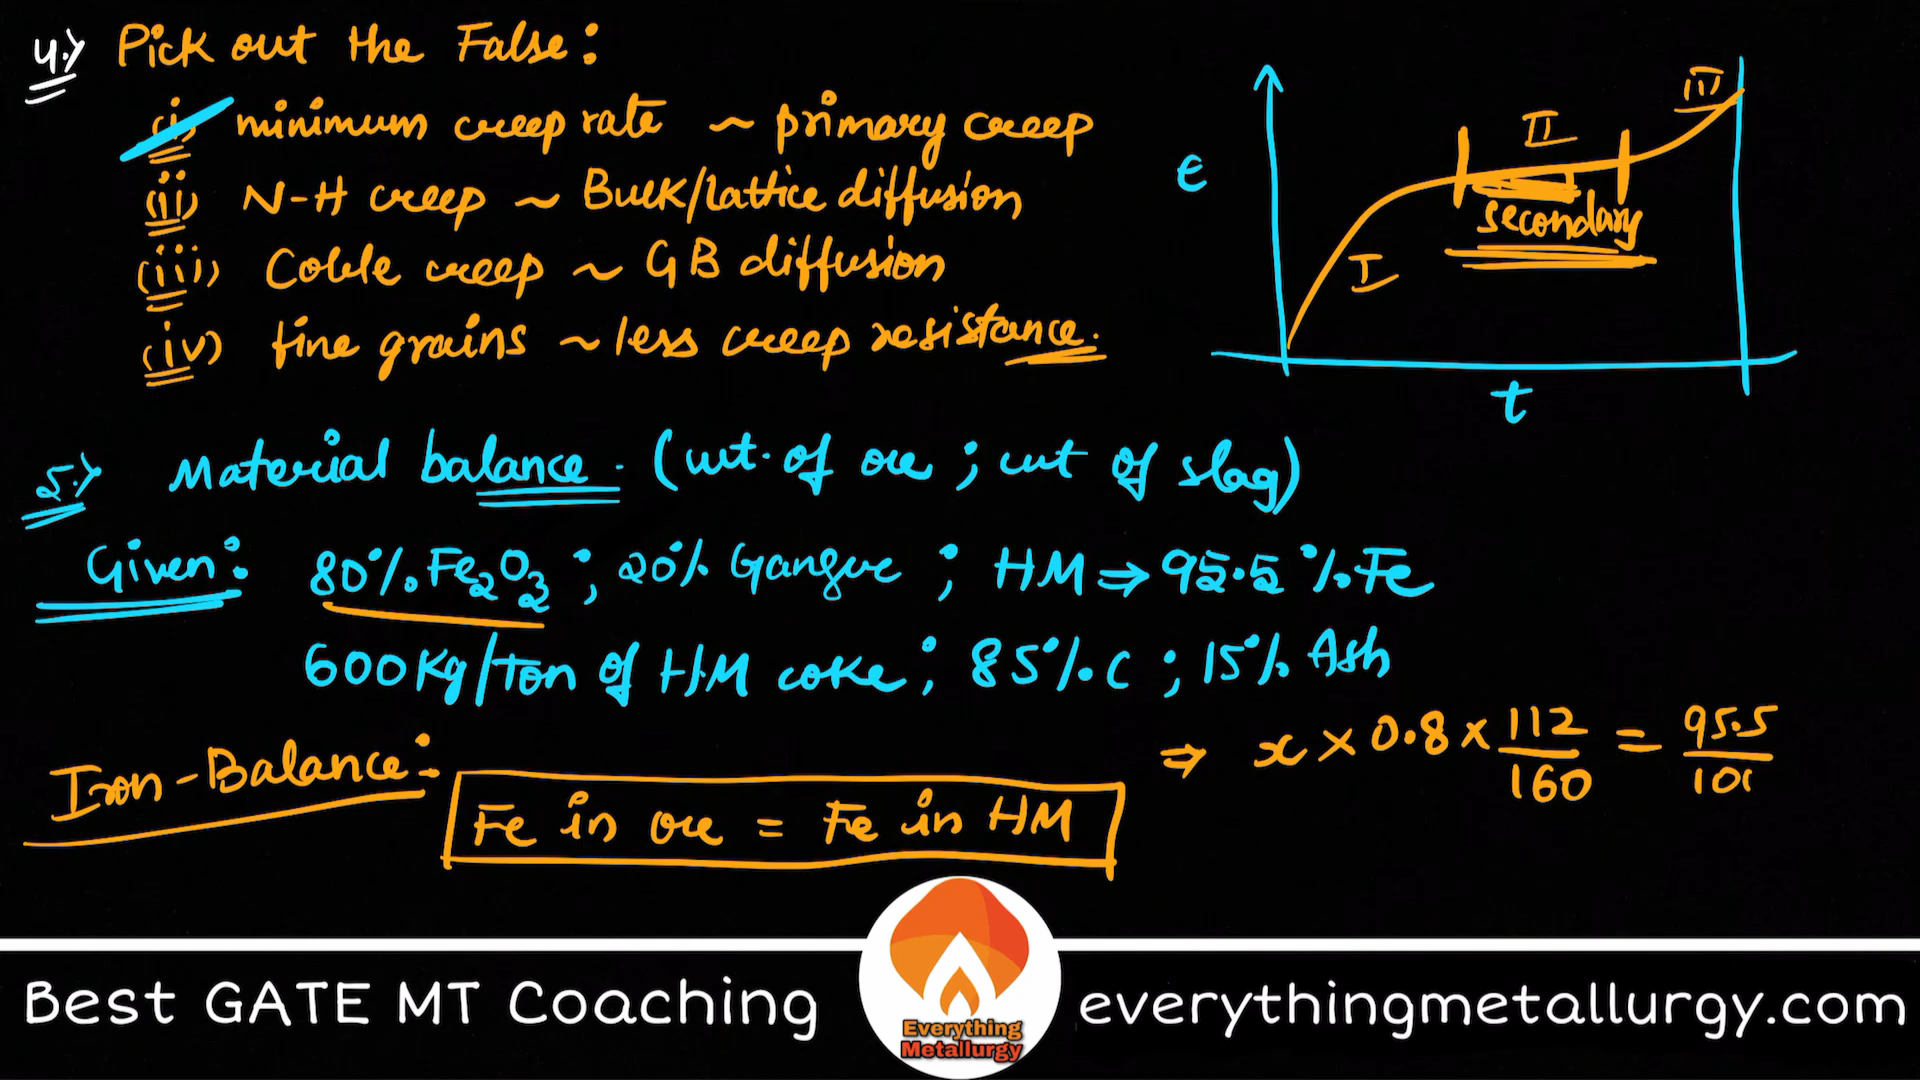 4.) Pick out the False:
(i) minimum creep rate ~ primary creep
(ii) N-H creep ~ Bulk/lattice diffusion
(iii) Coble creep ~ GB diffusion
(iv) fine grains ~ less creep resistance.
ε
I
II
III
secondary
t
5.) Material balance. (wt. of ore ; wt of slag)
Given: 80% Fe2O3 ; 20% Gangue ; HM ⇒ 95.5 % Fe
600Kg/Ton of HM coke ; 85% C ; 15% Ash
Iron-Balance:
Fe in ore = Fe in HM
⇒ x × 0.8 × 112/160 = 95.5/100
Best GATE MT Coaching
Everything
Metallurgy
everythingmetallurgy.com